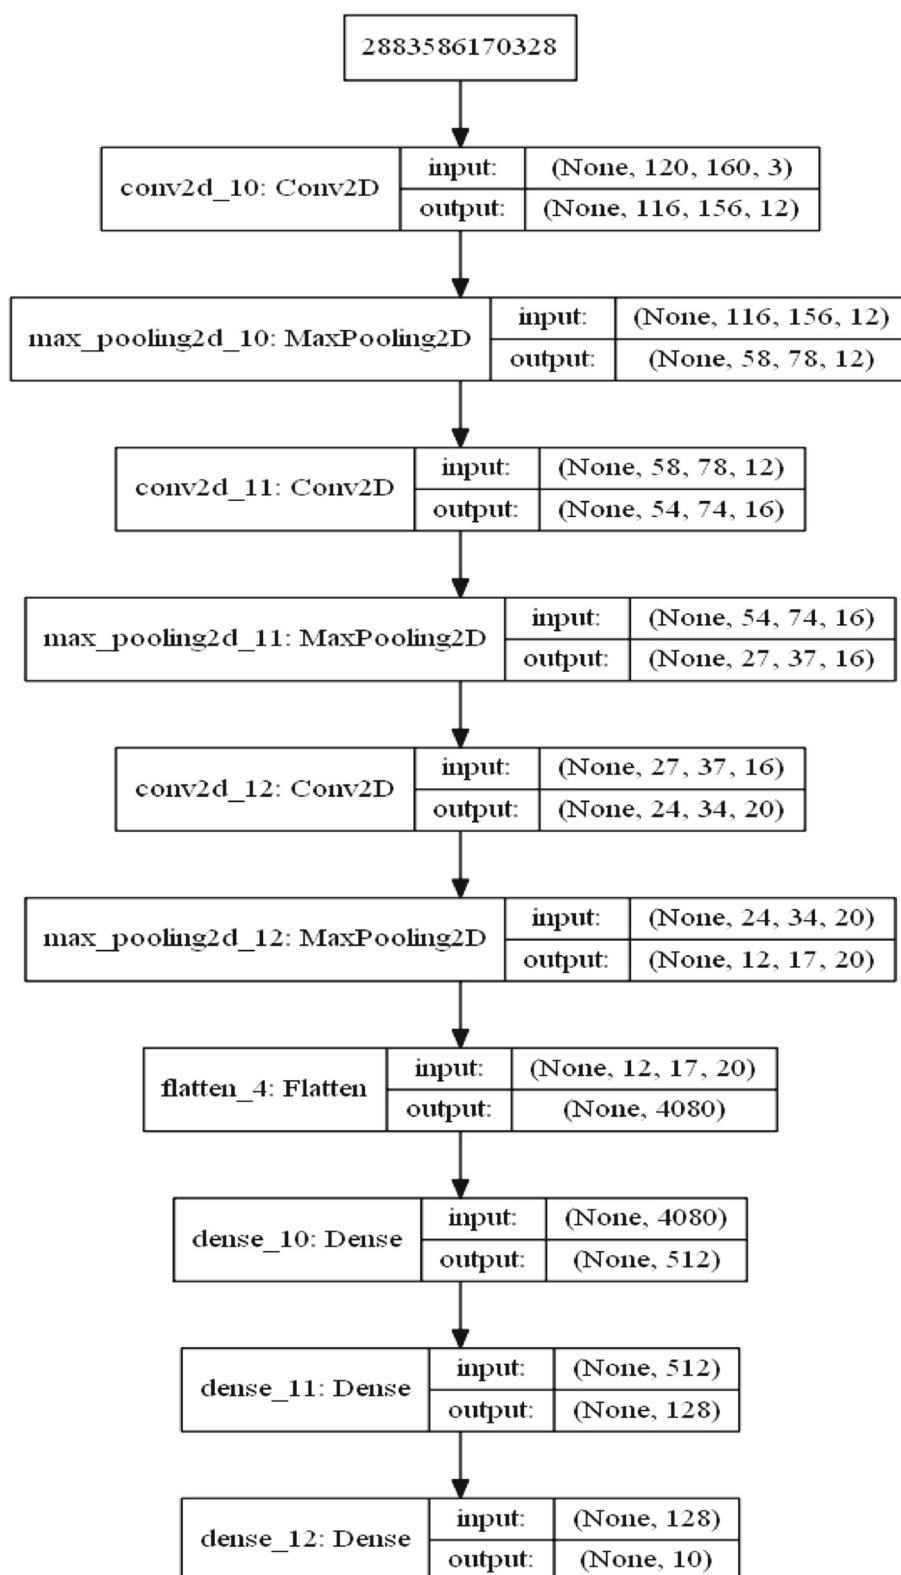 2883586170328
conv2d_10: Conv2D
input: (None, 120, 160, 3)
output: (None, 116, 156, 12)
max_pooling2d_10: MaxPooling2D
input: (None, 116, 156, 12)
output: (None, 58, 78, 12)
conv2d_11: Conv2D
input: (None, 58, 78, 12)
output: (None, 54, 74, 16)
max_pooling2d_11: MaxPooling2D
input: (None, 54, 74, 16)
output: (None, 27, 37, 16)
conv2d_12: Conv2D
input: (None, 27, 37, 16)
output: (None, 24, 34, 20)
max_pooling2d_12: MaxPooling2D
input: (None, 24, 34, 20)
output: (None, 12, 17, 20)
flatten_4: Flatten
input: (None, 12, 17, 20)
output: (None, 4080)
dense_10: Dense
input: (None, 4080)
output: (None, 512)
dense_11: Dense
input: (None, 512)
output: (None, 128)
dense_12: Dense
input: (None, 128)
output: (None, 10)